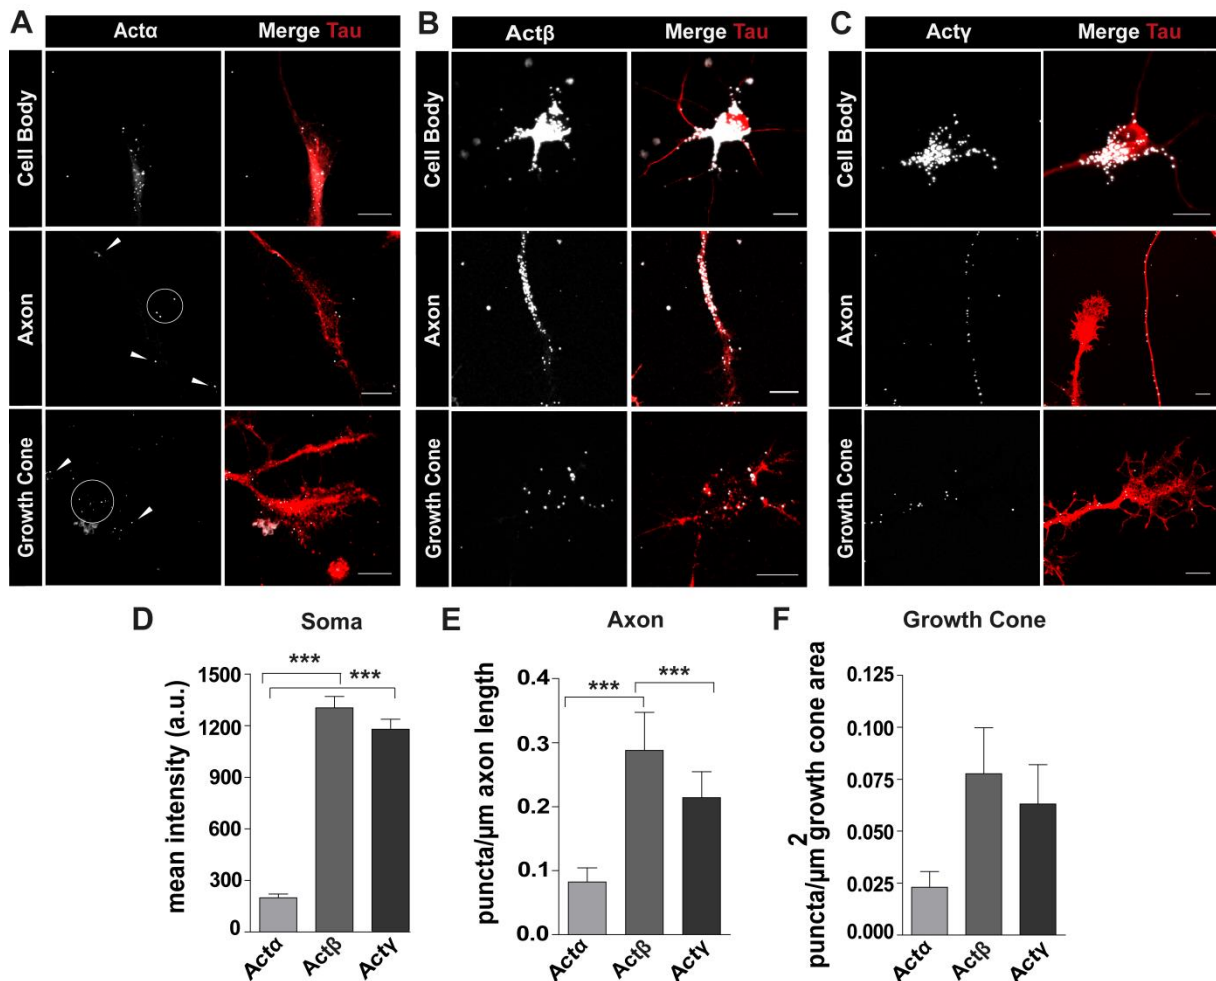 A
Actα
Merge Tau
Cell Body
Axon
Growth Cone
B
Actβ
Merge Tau
Cell Body
Axon
Growth Cone
C
Actγ
Merge Tau
Cell Body
Axon
Growth Cone
D
Soma
mean intensity (a.u.)
1500
1200
900
600
300
0
***
***
Actα
Actβ
Actγ
E
Axon
puncta/µm axon length
0.4
0.3
0.2
0.1
0.0
***
***
Actα
Actβ
Actγ
F
Growth Cone
puncta/µm² growth cone area
0.125
0.100
0.075
0.050
0.025
0.000
Actα
Actβ
Actγ